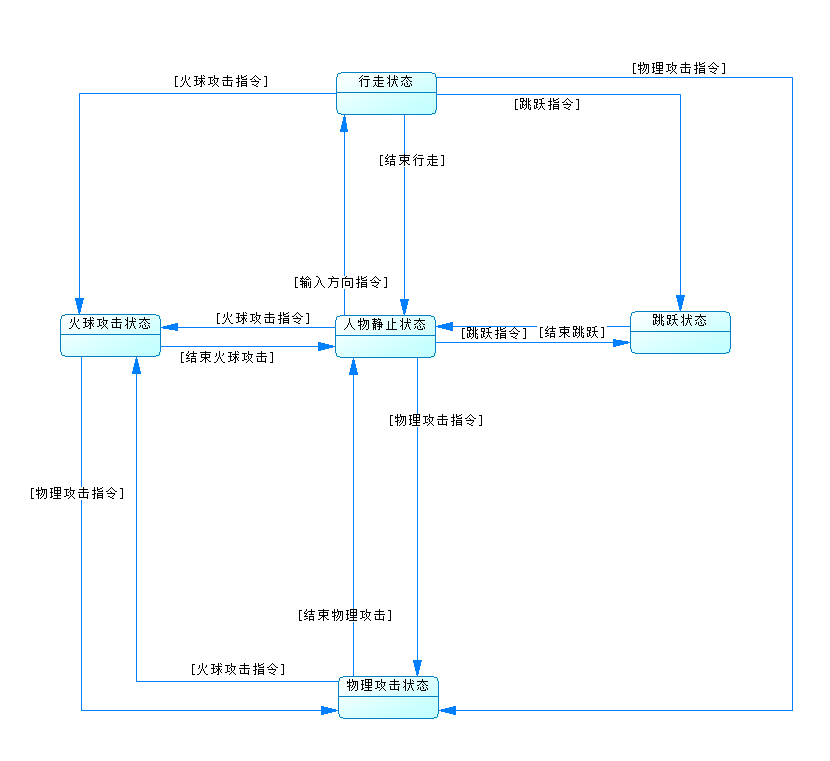 [物理攻击指令]
[火球攻击指令]
行走状态
[跳跃指令]
[结束行走]
[输入方向指令]
火球攻击状态
[火球攻击指令]
人物静止状态
跳跃状态
[跳跃指令]
[结束跳跃]
[结束火球攻击]
[物理攻击指令]
[物理攻击指令]
[结束物理攻击]
[火球攻击指令]
物理攻击状态